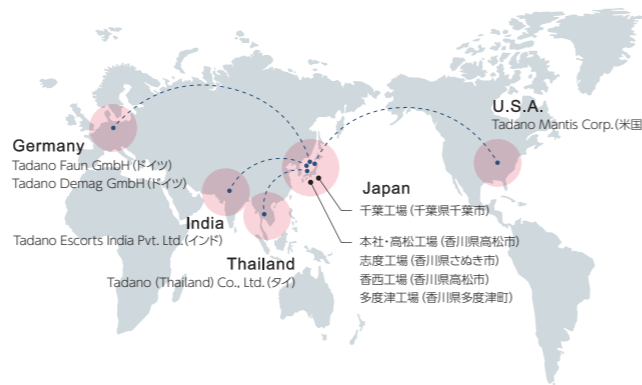 Germany
Tadano Faun GmbH(ドイツ)
Tadano Demag GmbH(ドイツ)
India
Tadano Escorts India Pvt. Ltd.(インド)
Thailand
Tadano (Thailand) Co., Ltd.(タイ)
Japan
千葉工場(千葉県千葉市)
本社・高松工場(香川県高松市)
志度工場(香川県さぬき市)
香西工場(香川県高松市)
多度津工場(香川県多度津町)
U.S.A.
Tadano Mantis Corp.(米国